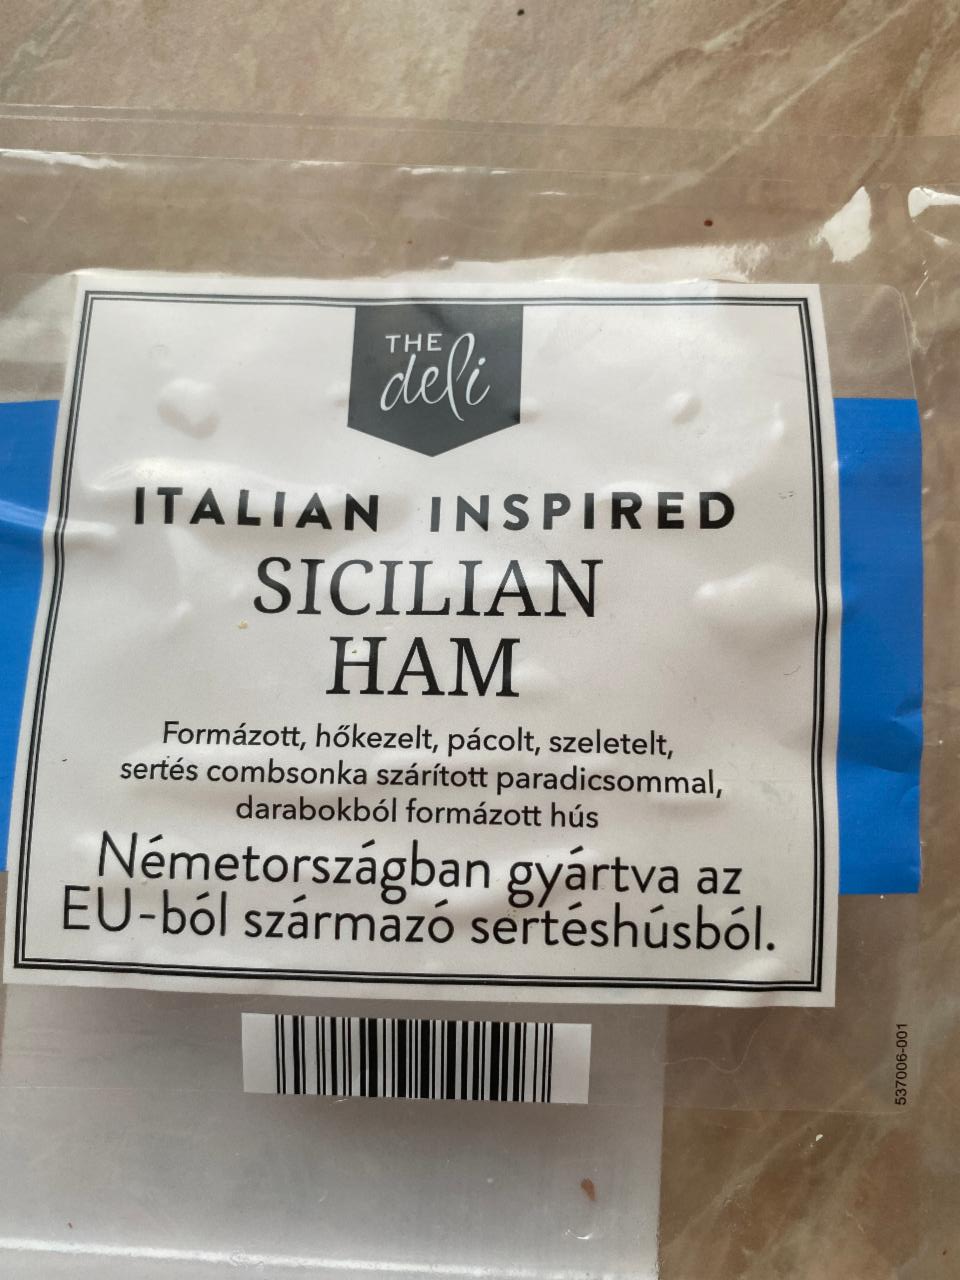 THE
deli
ITALIAN INSPIRED
SICILIAN
HAM
Formázott, hőkezelt, pácolt, szeletelt,
sertés combsonka szárított paradicsommal,
darabokból formázott hús
Németországban gyártva az
EU-ból származó sertéshúsból.
537006-001